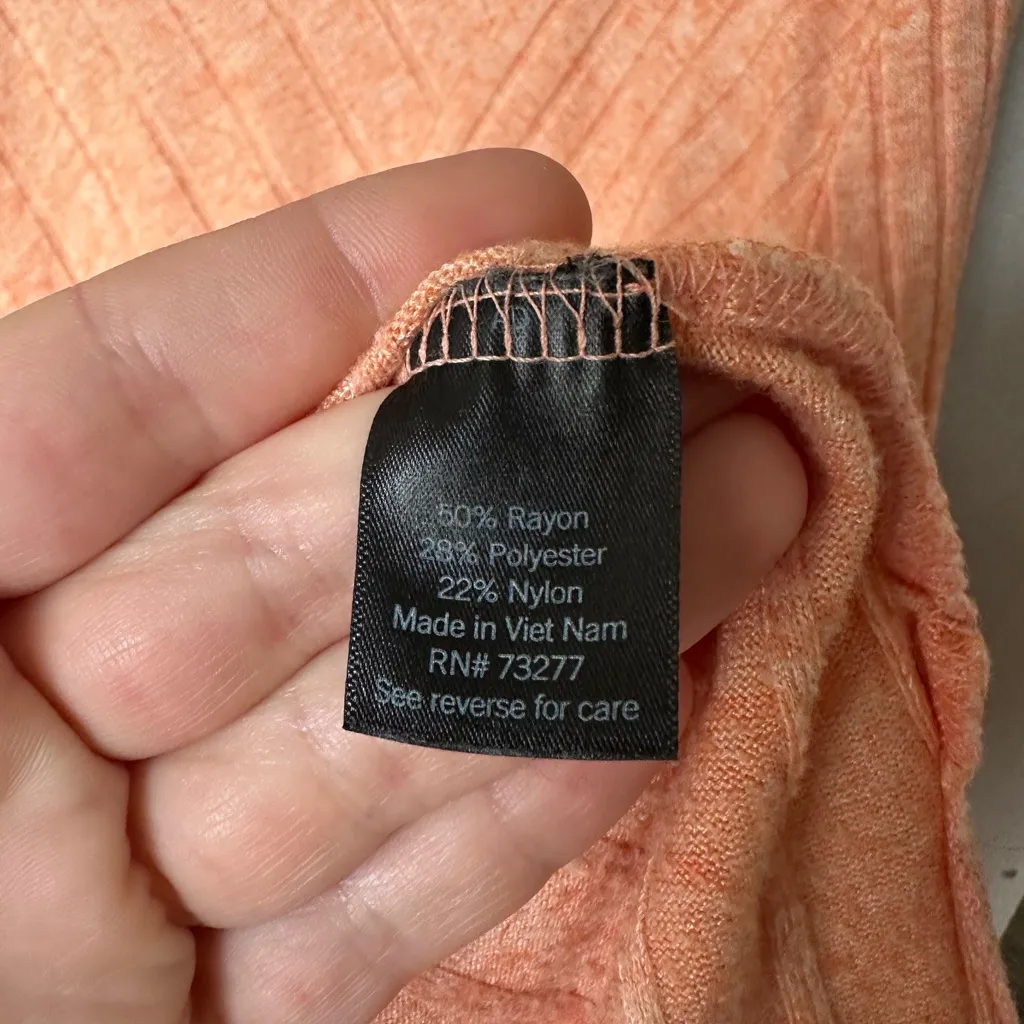 50% Rayon
28% Polyester
22% Nylon
Made in Viet Nam
RN# 73277
See reverse for care